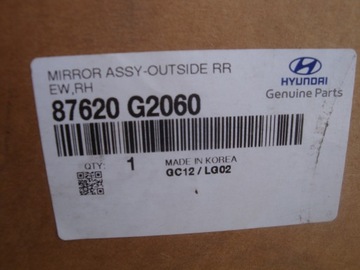 MIRROR ASSY-OUTSIDE RR
EW,RH
87620 G2060
HYUNDAI
Genuine Parts
QTY:
1
MADE IN KOREA
GC12 / LG02